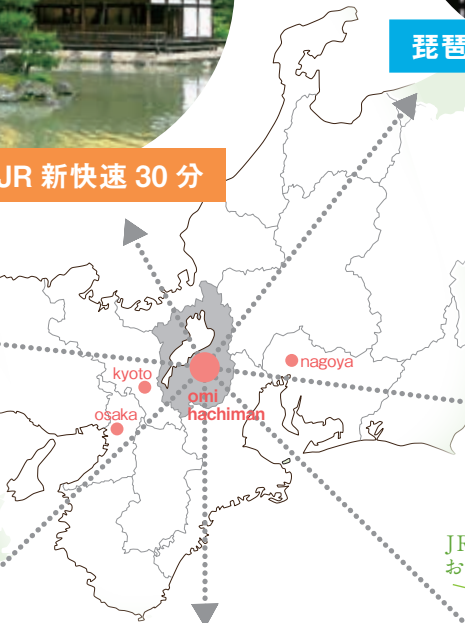 琵琶
JR 新快速 30 分
nagoya
kyoto
omi
hachiman
osaka
JR
お